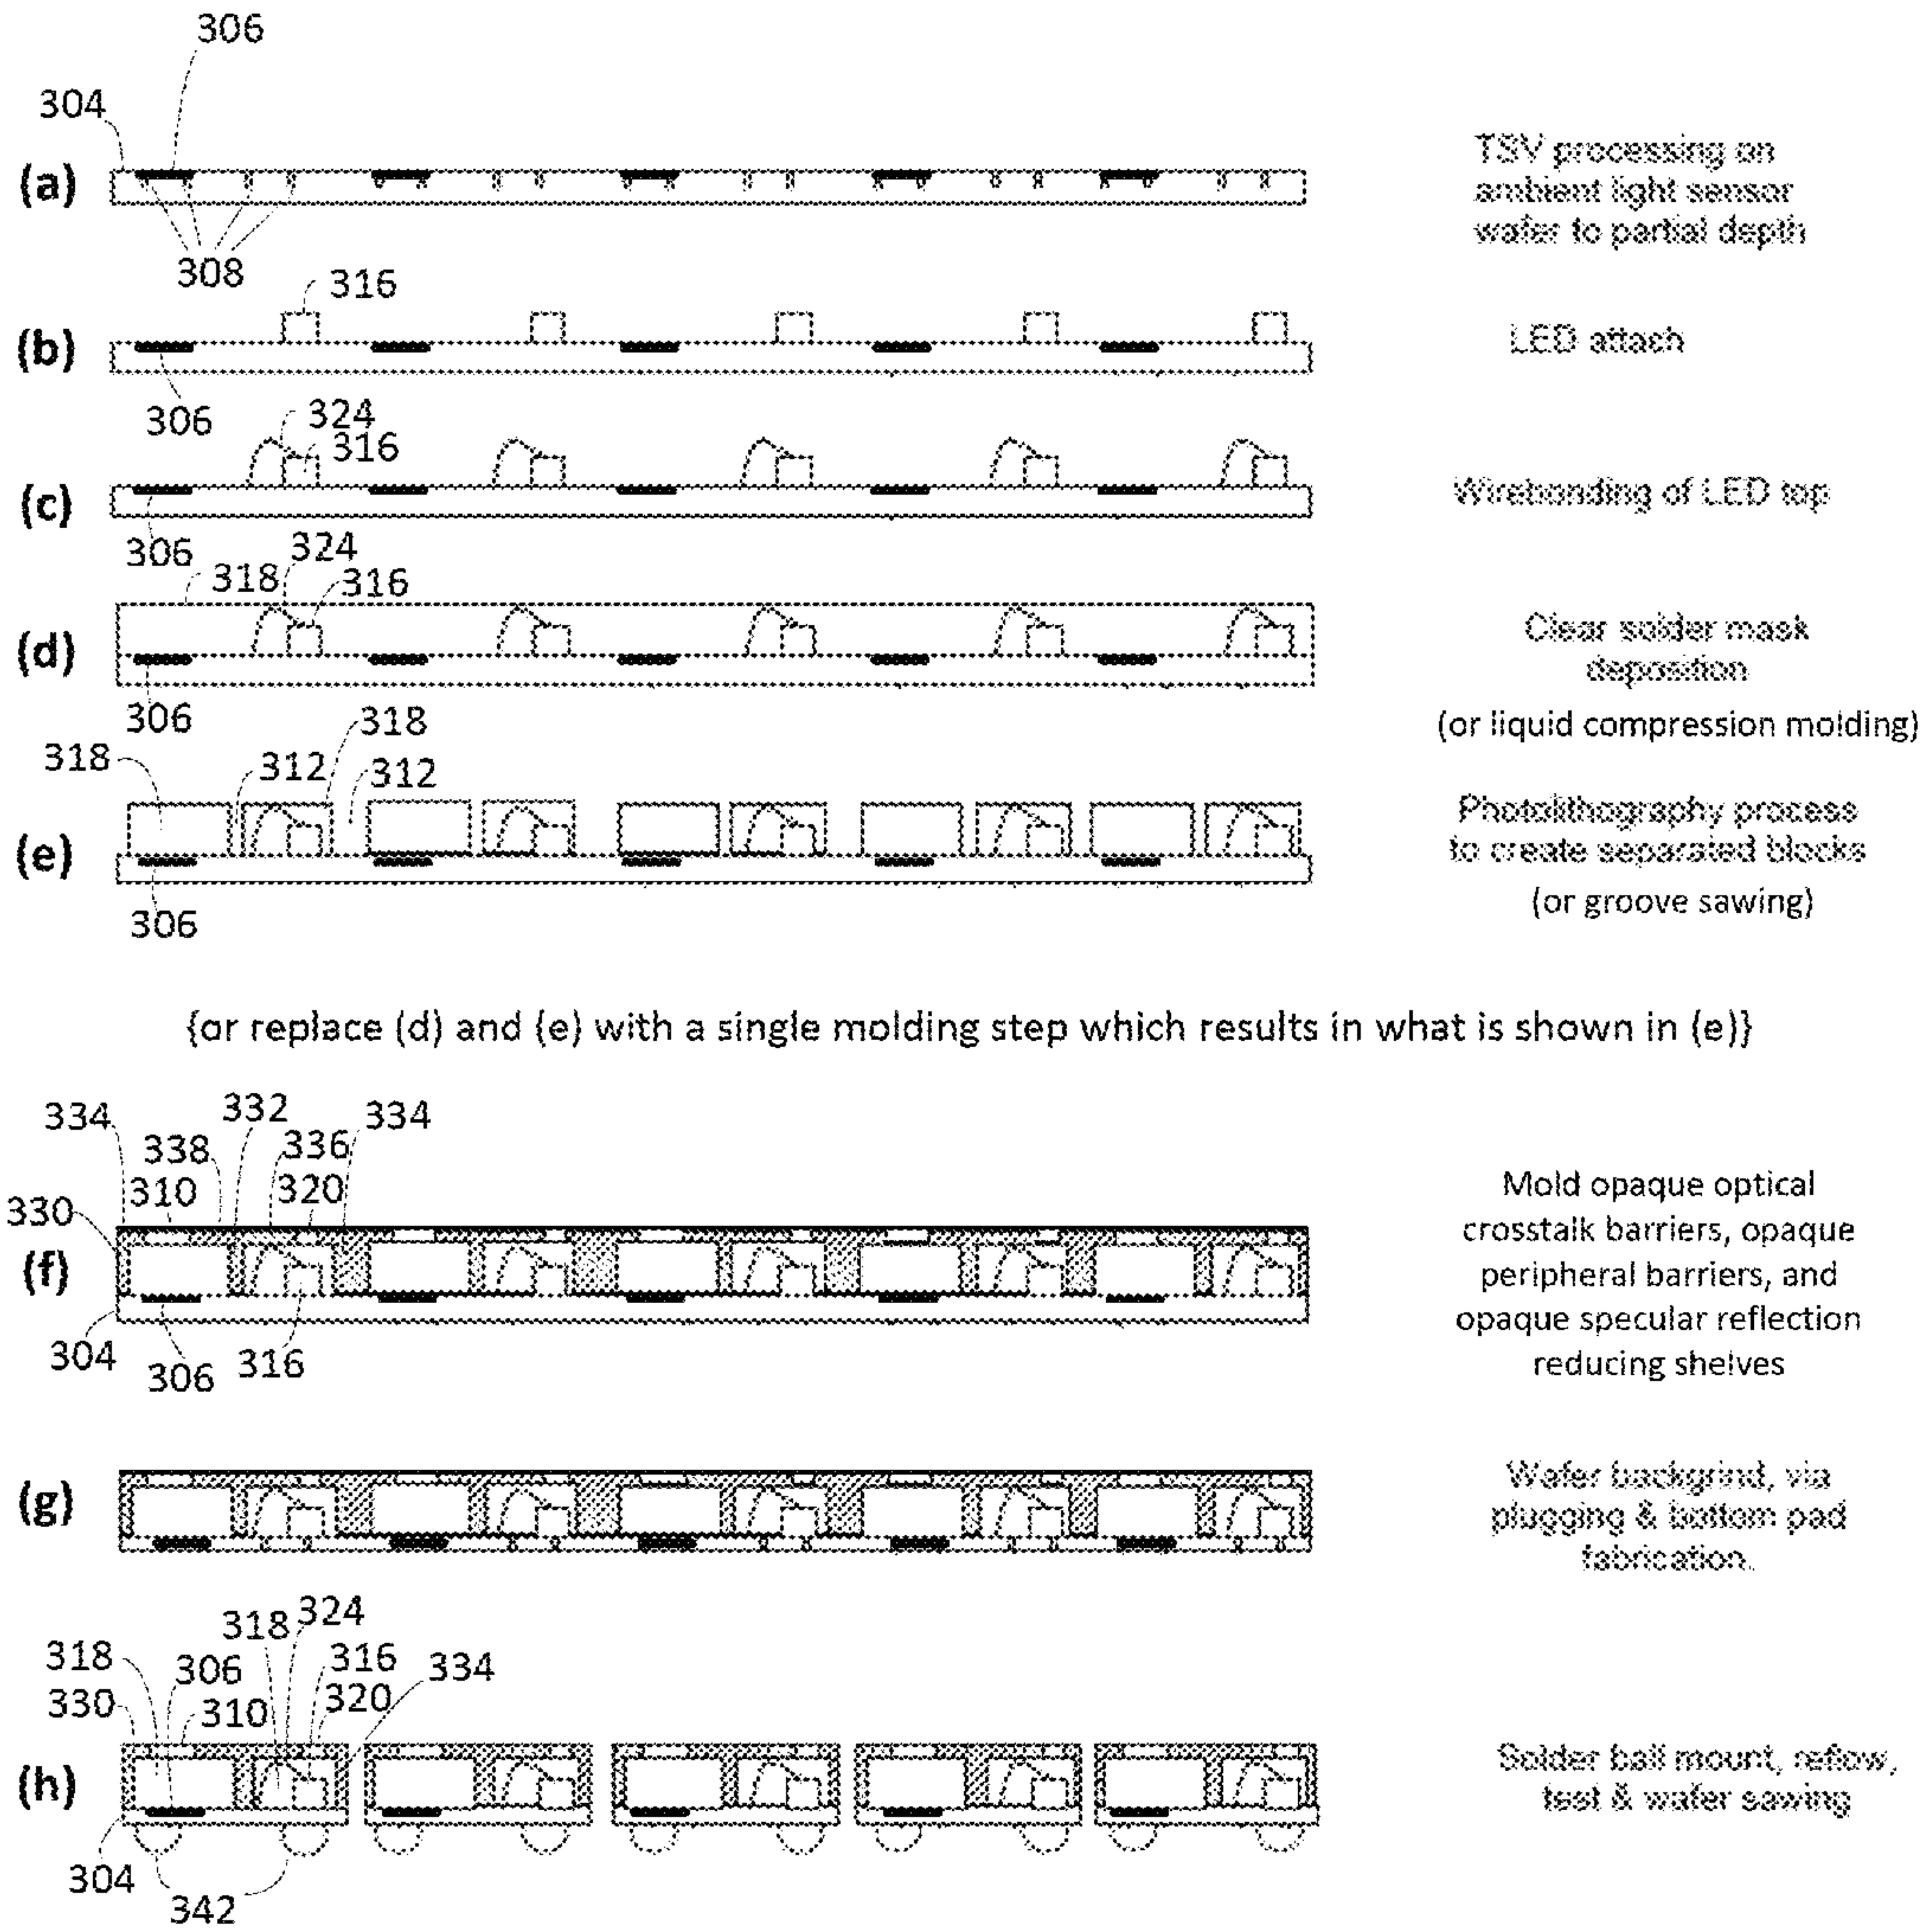 306
304
(a)
308
TSV processing on
ambient light sensor
wafer to partial depth
316
(b)
306
LED attach
324
316
(c)
306
Wirebonding of LED top
324
318
316
(d)
306
Clear solder mask
deposition
(or liquid compression molding)
318
318
312
312
(e)
306
Photolithography process
to create separated blocks
(or groove sawing)
{or replace (d) and (e) with a single molding step which results in what is shown in (e)}
334
332
334
338
336
310
320
330
(f)
304
306
316
Mold opaque optical
crosstalk barriers, opaque
peripheral barriers, and
opaque specular reflection
reducing shelves
(g)
Wafer backgrind, via
plugging & bottom pad
fabrication.
324
318
318
306
316
334
330
310
320
(h)
304
342
Solder ball mount, reflow,
test & wafer sawing